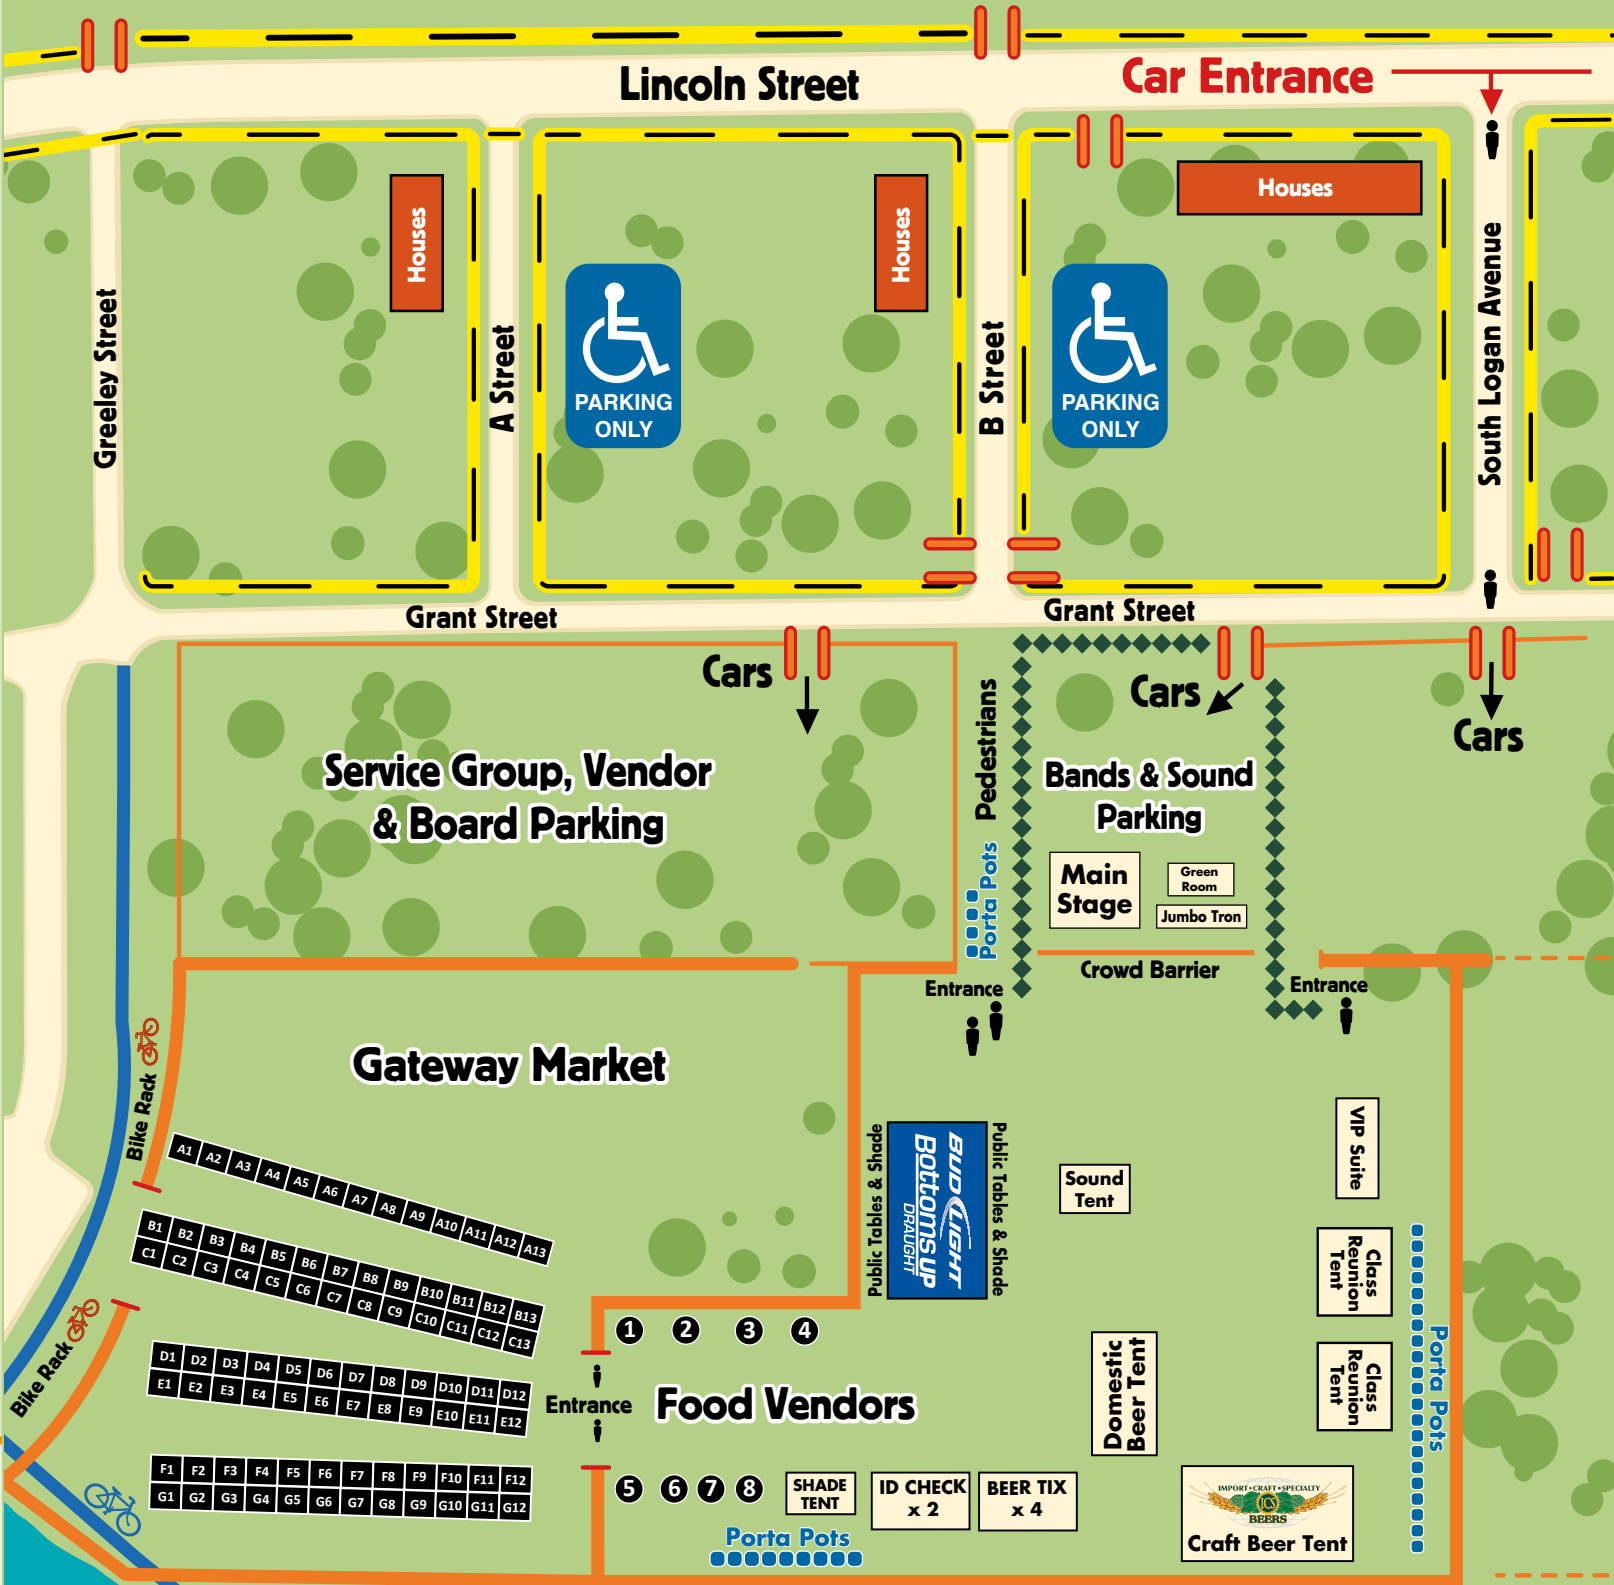 Lincoln Street
Car Entrance
Houses
Houses
Houses
Greeley Street
A Street
B Street
South Logan Avenue
PARKING
ONLY
PARKING
ONLY
Grant Street
Grant Street
Cars
Cars
Cars
Pedestrians
Service Group, Vendor
& Board Parking
Bands & Sound
Parking
Porta Pots
Main
Stage
Green
Room
Jumbo Tron
Crowd Barrier
Entrance
Entrance
Gateway Market
Bike Rack
Bike Rack
A1 A2 A3 A4 A5 A6 A7 A8 A9 A10 A11 A12 A13
B1 B2 B3 B4 B5 B6 B7 B8 B9 B10 B11 B12 B13
C1 C2 C3 C4 C5 C6 C7 C8 C9 C10 C11 C12 C13
D1 D2 D3 D4 D5 D6 D7 D8 D9 D10 D11 D12
E1 E2 E3 E4 E5 E6 E7 E8 E9 E10 E11 E12
F1 F2 F3 F4 F5 F6 F7 F8 F9 F10 F11 F12
G1 G2 G3 G4 G5 G6 G7 G8 G9 G10 G11 G12
Public Tables & Shade
BUD LIGHT
Bottoms UP
DRAUGHT
Public Tables & Shade
Sound
Tent
VIP Suite
Class
Reunion
Tent
Class
Reunion
Tent
Porta Pots
1 2 3 4
Entrance
Food Vendors
Domestic
Beer Tent
5 6 7 8
SHADE
TENT
ID CHECK
x 2
BEER TIX
x 4
Porta Pots
IMPORT • CRAFT • SPECIALTY
ICS
BEERS
Craft Beer Tent